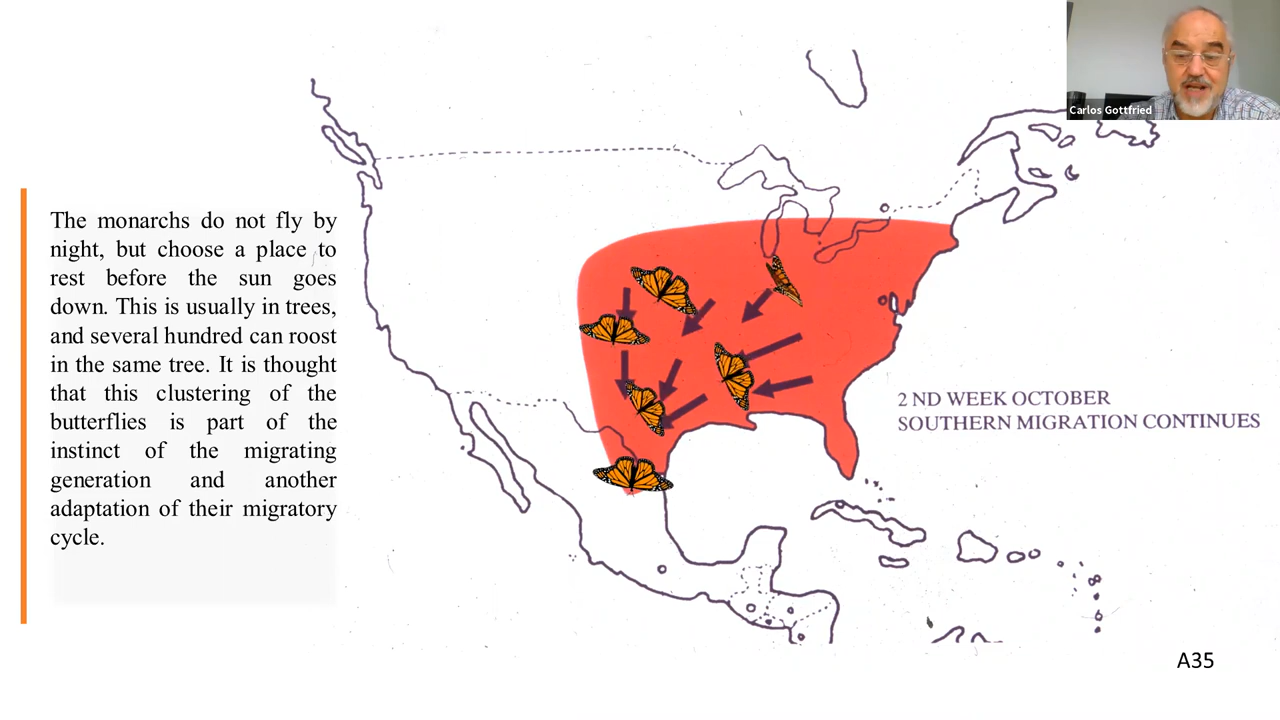 Carlos Gottfried
The monarchs do not fly by
night, but choose a place to
rest before the sun goes
down. This is usually in trees,
and several hundred can roost
in the same tree. It is thought
that this clustering of the
butterflies is part of the
instinct of the migrating
generation and another
adaptation of their migratory
cycle.
2 ND WEEK OCTOBER
SOUTHERN MIGRATION CONTINUES
A35